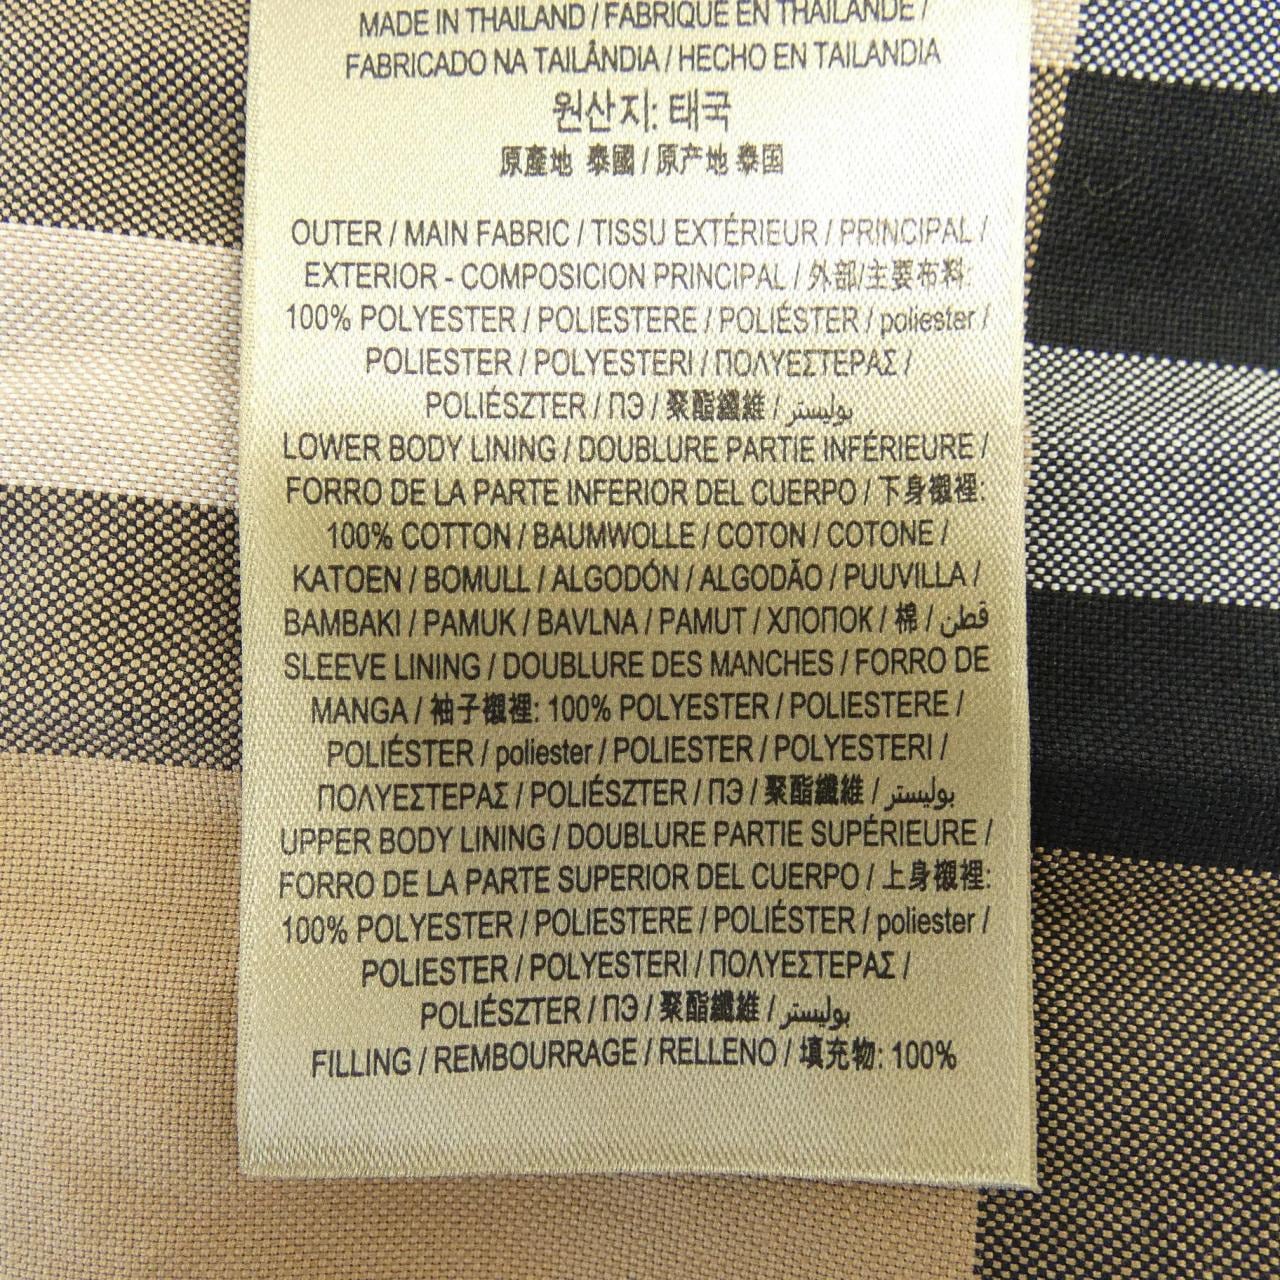 MADE IN THAILAND / FABRIQUE EN THAÏLANDE /
FABRICADO NA TAILÂNDIA / HECHO EN TAILANDIA
원산지: 태국
原產地 泰國 / 原产地 泰国
OUTER / MAIN FABRIC / TISSU EXTÉRIEUR / PRINCIPAL /
EXTERIOR - COMPOSICION PRINCIPAL / 外部/主要布料:
100% POLYESTER / POLIESTERE / POLIÉSTER / poliester /
POLIESTER / POLYESTERI / ΠΟΛΥΕΣΤΕΡΑΣ /
POLIÉSZTER / ПЭ / 聚酯纖維 / بوليستر
LOWER BODY LINING / DOUBLURE PARTIE INFÉRIEURE /
FORRO DE LA PARTE INFERIOR DEL CUERPO / 下身襯裡:
100% COTTON / BAUMWOLLE / COTON / COTONE /
KATOEN / BOMULL / ALGODÓN / ALGODÃO / PUUVILLA /
BAMBAKI / PAMUK / BAVLNA / PAMUT / ХЛОПОК / 棉 / قطن
SLEEVE LINING / DOUBLURE DES MANCHES / FORRO DE
MANGA / 袖子襯裡: 100% POLYESTER / POLIESTERE /
POLIÉSTER / poliester / POLIESTER / POLYESTERI /
ΠΟΛΥΕΣΤΕΡΑΣ / POLIÉSZTER / ПЭ / 聚酯纖維 / بوليستر
UPPER BODY LINING / DOUBLURE PARTIE SUPÉRIEURE /
FORRO DE LA PARTE SUPERIOR DEL CUERPO / 上身襯裡:
100% POLYESTER / POLIESTERE / POLIÉSTER / poliester /
POLIESTER / POLYESTERI / ΠΟΛΥΕΣΤΕΡΑΣ /
POLIÉSZTER / ПЭ / 聚酯纖維 / بوليستر
FILLING / REMBOURRAGE / RELLENO / 填充物: 100%